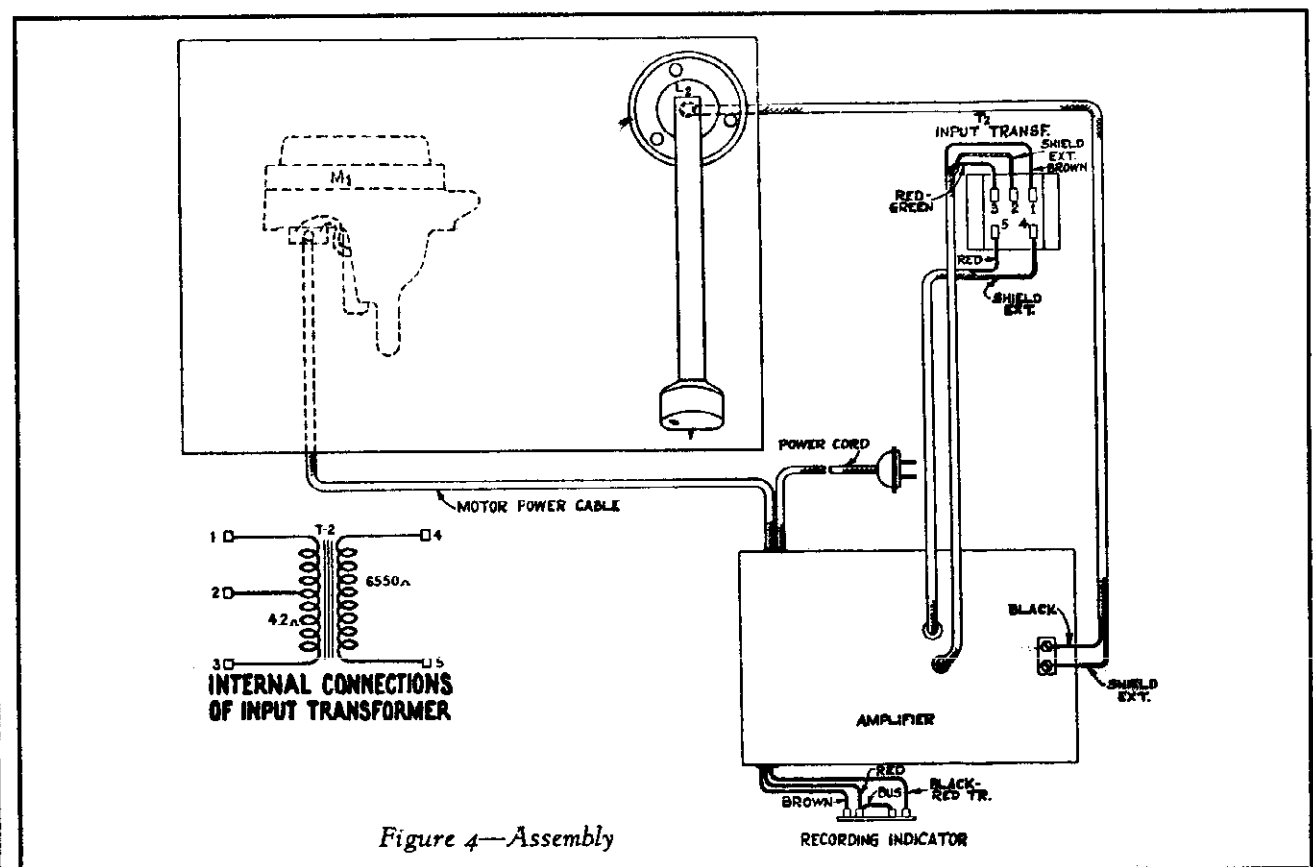 L2
M1
T2
INPUT TRANSF.
SHIELD
EXT.
BROWN
RED-
GREEN
3 2 1
5 4
RED
SHIELD
EXT.
POWER CORD
MOTOR POWER CABLE
T-2
1 4
2
6550Ω
4.2Ω
3 5
INTERNAL CONNECTIONS
OF INPUT TRANSFORMER
BLACK
SHIELD
EXT.
AMPLIFIER
RED
BROWN
BUS
BLACK-
RED TR.
RECORDING INDICATOR
Figure 4—Assembly